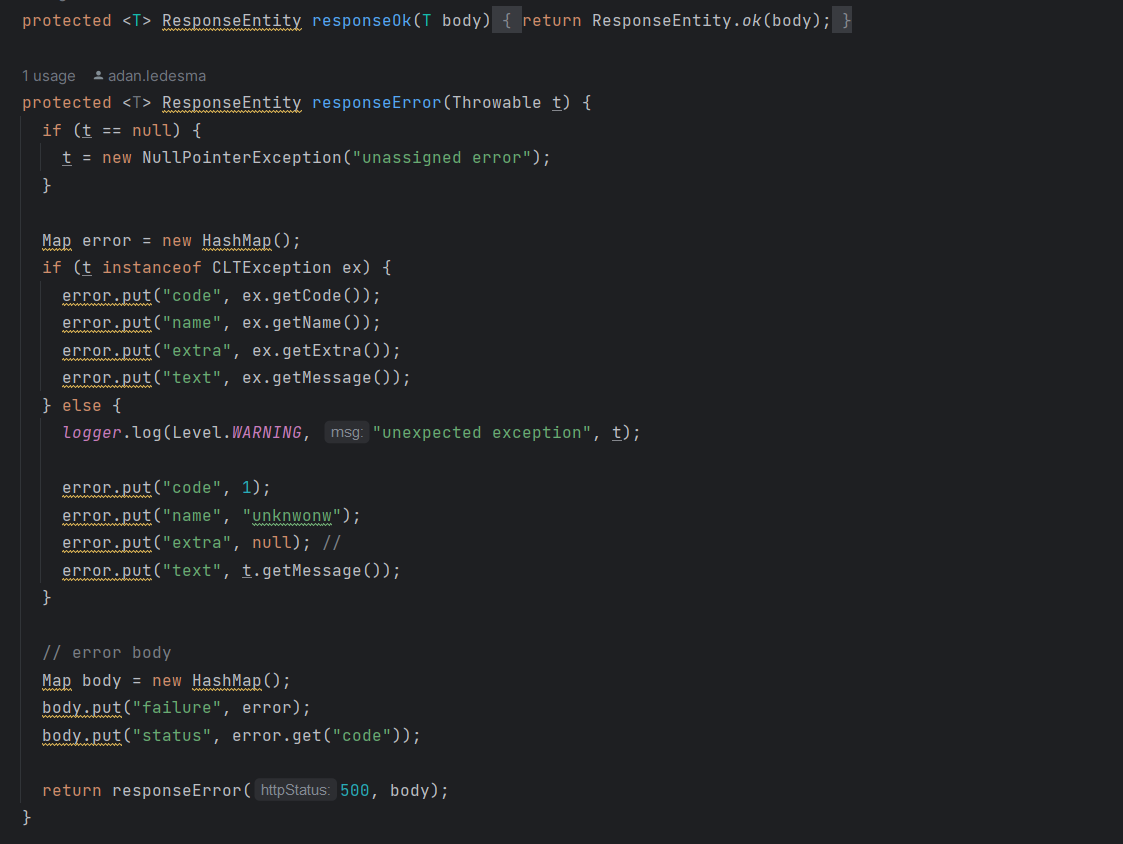 protected <T> ResponseEntity responseOk(T body) { return ResponseEntity.ok(body); }
1 usage adan.ledesma
protected <T> ResponseEntity responseError(Throwable t) {
if (t == null) {
t = new NullPointerException("unassigned error");
}
Map error = new HashMap();
if (t instanceof CLTException ex) {
error.put("code", ex.getCode());
error.put("name", ex.getName());
error.put("extra", ex.getExtra());
error.put("text", ex.getMessage());
} else {
logger.log(Level.WARNING, msg: "unexpected exception", t);
error.put("code", 1);
error.put("name", "unknwonw");
error.put("extra", null); //
error.put("text", t.getMessage());
}
// error body
Map body = new HashMap();
body.put("failure", error);
body.put("status", error.get("code"));
return responseError( httpStatus: 500, body);
}